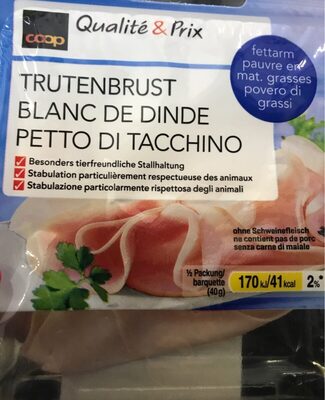 coop
Qualité & Prix
fettarm
pauvre en
mat. grasses
povero di
grassi
TRUTENBRUST
BLANC DE DINDE
PETTO DI TACCHINO
Besonders tierfreundliche Stallhaltung
Stabulation particulièrement respectueuse des animaux
Stabulazione particolarmente rispettosa degli animali
ohne Schweinefleisch
ne contient pas de porc
senza carne di maiale
½ Packung/
barquette
(40g)
170 kJ/41 kcal
2%*